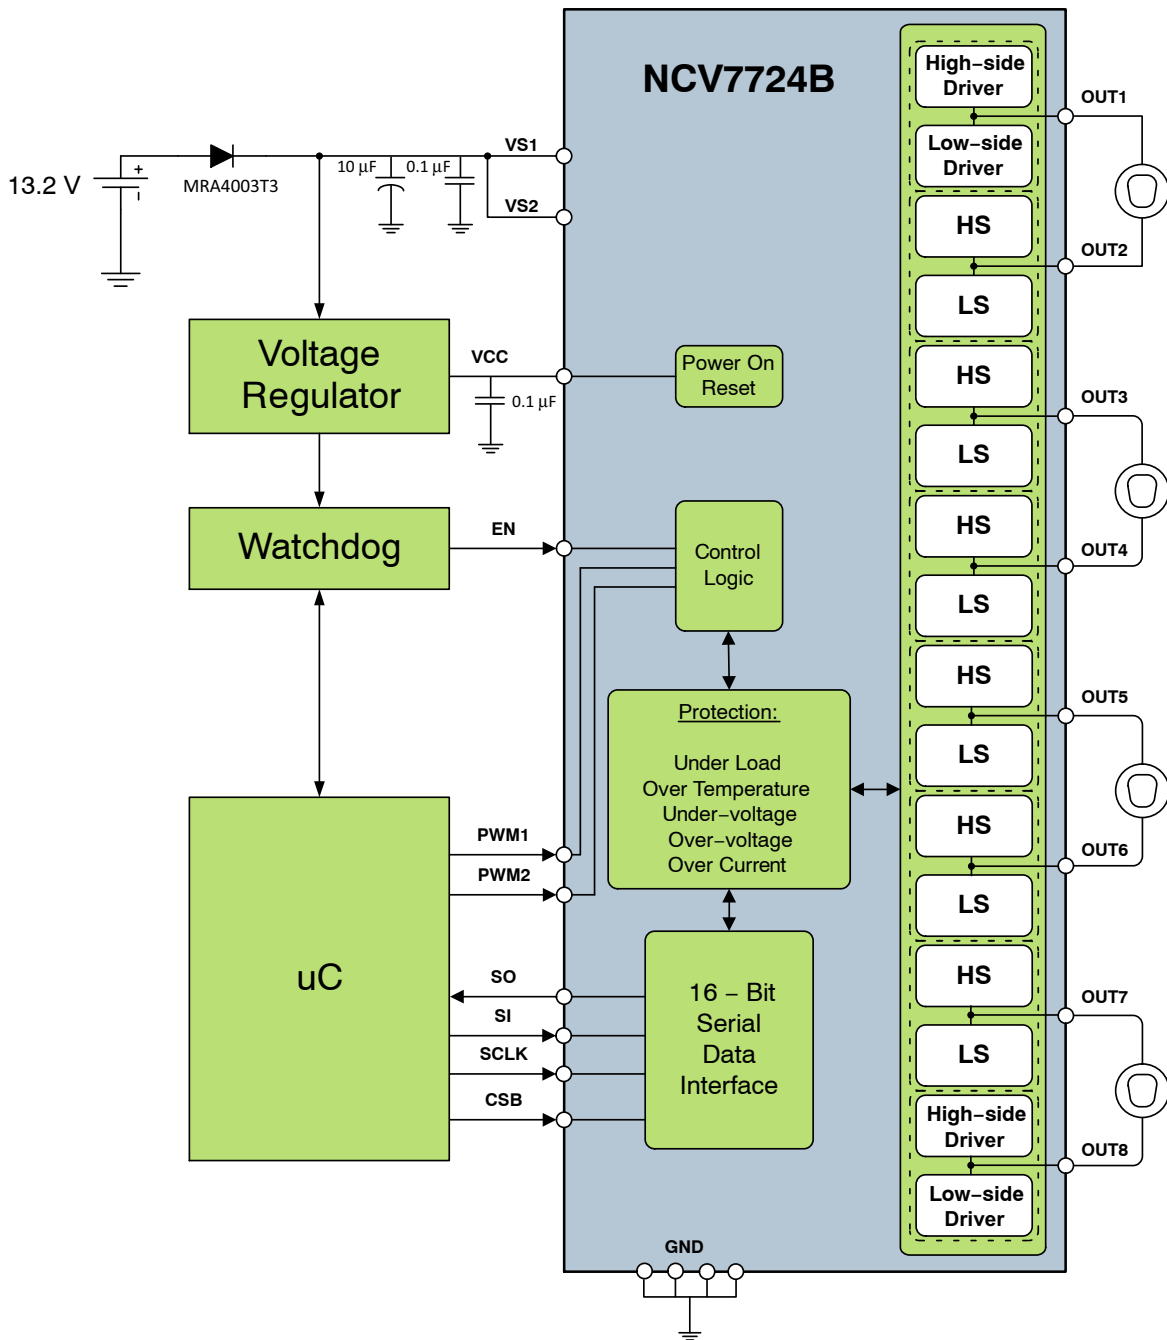 NCV7724B
High-side
Driver
OUT1
Low-side
Driver
VS1
10 µF
0.1 µF
13.2 V
+
−
MRA4003T3
VS2
HS
OUT2
LS
Voltage
Regulator
VCC
0.1 µF
Power On
Reset
HS
OUT3
LS
Watchdog
EN
Control
Logic
HS
OUT4
LS
Protection:
Under Load
Over Temperature
Under-voltage
Over-voltage
Over Current
HS
OUT5
LS
uC
PWM1
PWM2
HS
OUT6
LS
SO
SI
SCLK
CSB
16 – Bit
Serial
Data
Interface
HS
OUT7
LS
High-side
Driver
OUT8
Low-side
Driver
GND